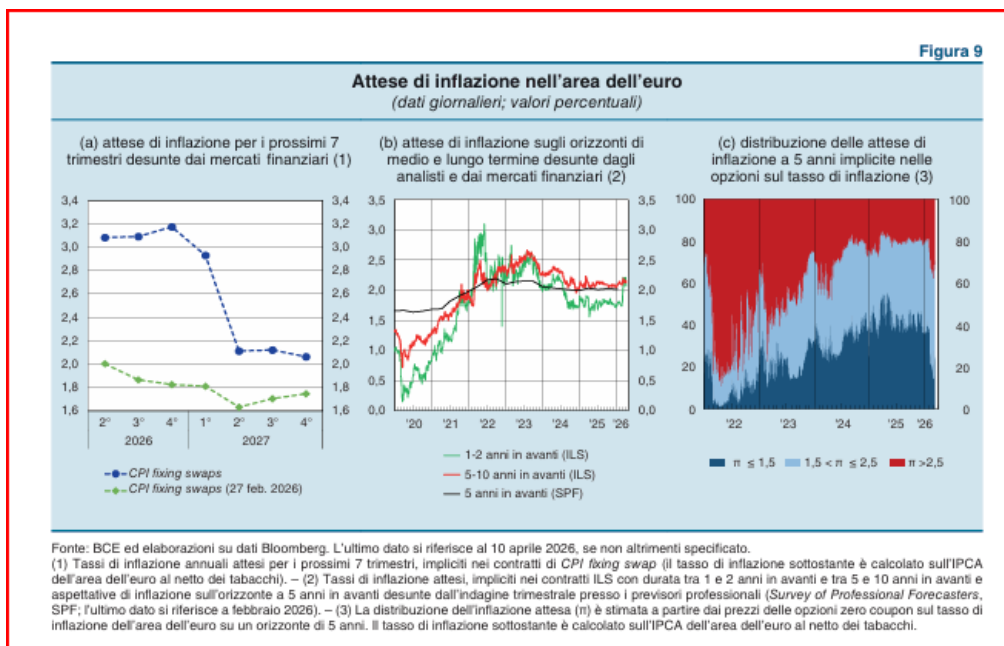 Figura 9
Attese di inflazione nell'area dell'euro
(dati giornalieri; valori percentuali)
(a) attese di inflazione per i prossimi 7
trimestri desunte dai mercati finanziari (1)
3,4
3,2
3,0
2,8
2,6
2,4
2,2
2,0
1,8
1,6
3,4
3,2
3,0
2,8
2,6
2,4
2,2
2,0
1,8
1,6
2° 3° 4° 1° 2° 3° 4°
2026 2027
CPI fixing swaps
CPI fixing swaps (27 feb. 2026)
(b) attese di inflazione sugli orizzonti di
medio e lungo termine desunte dagli
analisti e dai mercati finanziari (2)
3,5
3,0
2,5
2,0
1,5
1,0
0,5
0,0
3,5
3,0
2,5
2,0
1,5
1,0
0,5
0,0
'20 '21 '22 '23 '24 '25 '26
1-2 anni in avanti (ILS)
5-10 anni in avanti (ILS)
5 anni in avanti (SPF)
(c) distribuzione delle attese di
inflazione a 5 anni implicite nelle
opzioni sul tasso di inflazione (3)
100
80
60
40
20
0
100
80
60
40
20
0
'22 '23 '24 '25 '26
π ≤ 1,5 1,5 < π ≤ 2,5 π >2,5
Fonte: BCE ed elaborazioni su dati Bloomberg. L'ultimo dato si riferisce al 10 aprile 2026, se non altrimenti specificato.
(1) Tassi di inflazione annuali attesi per i prossimi 7 trimestri, impliciti nei contratti di CPI fixing swap (il tasso di inflazione sottostante è calcolato sull'IPCA
dell'area dell'euro al netto dei tabacchi). – (2) Tassi di inflazione attesi, impliciti nei contratti ILS con durata tra 1 e 2 anni in avanti e tra 5 e 10 anni in avanti e
aspettative di inflazione sull'orizzonte a 5 anni in avanti desunte dall'indagine trimestrale presso i previsori professionali (Survey of Professional Forecasters,
SPF; l'ultimo dato si riferisce a febbraio 2026). – (3) La distribuzione dell'inflazione attesa (π) è stimata a partire dai prezzi delle opzioni zero coupon sul tasso di
inflazione dell'area dell'euro su un orizzonte di 5 anni. Il tasso di inflazione sottostante è calcolato sull'IPCA dell'area dell'euro al netto dei tabacchi.